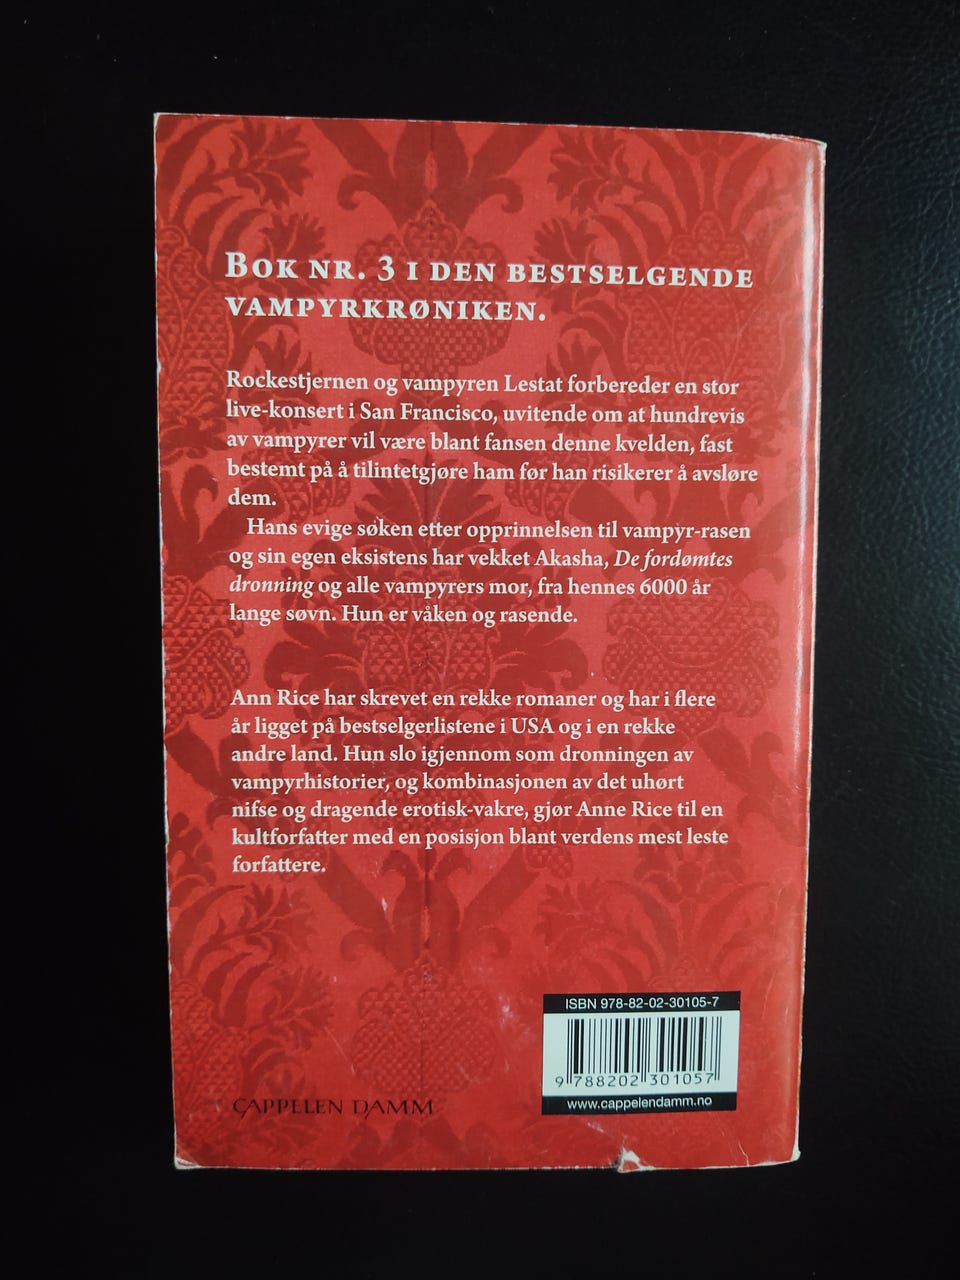 BOK NR. 3 I DEN BESTSELGENDE
VAMPYRKRØNIKEN.
Rockestjernen og vampyren Lestat forbereder en stor
live-konsert i San Francisco, uvitende om at hundrevis
av vampyrer vil være blant fansen denne kvelden, fast
bestemt på å tilintetgjøre ham før han risikerer å avsløre
dem.
Hans evige søken etter opprinnelsen til vampyr-rasen
og sin egen eksistens har vekket Akasha, De fordømtes
dronning og alle vampyrers mor, fra hennes 6000 år
lange søvn. Hun er våken og rasende.
Ann Rice har skrevet en rekke romaner og har i flere
år ligget på bestselgerlistene i USA og i en rekke
andre land. Hun slo igjennom som dronningen av
vampyrhistorier, og kombinasjonen av det uhørt
nifse og dragende erotisk-vakre, gjør Anne Rice til en
kultforfatter med en posisjon blant verdens mest leste
forfattere.
ISBN 978-82-02-30105-7
9 788202 301057
www.cappelendamm.no
CAPPELEN DAMM